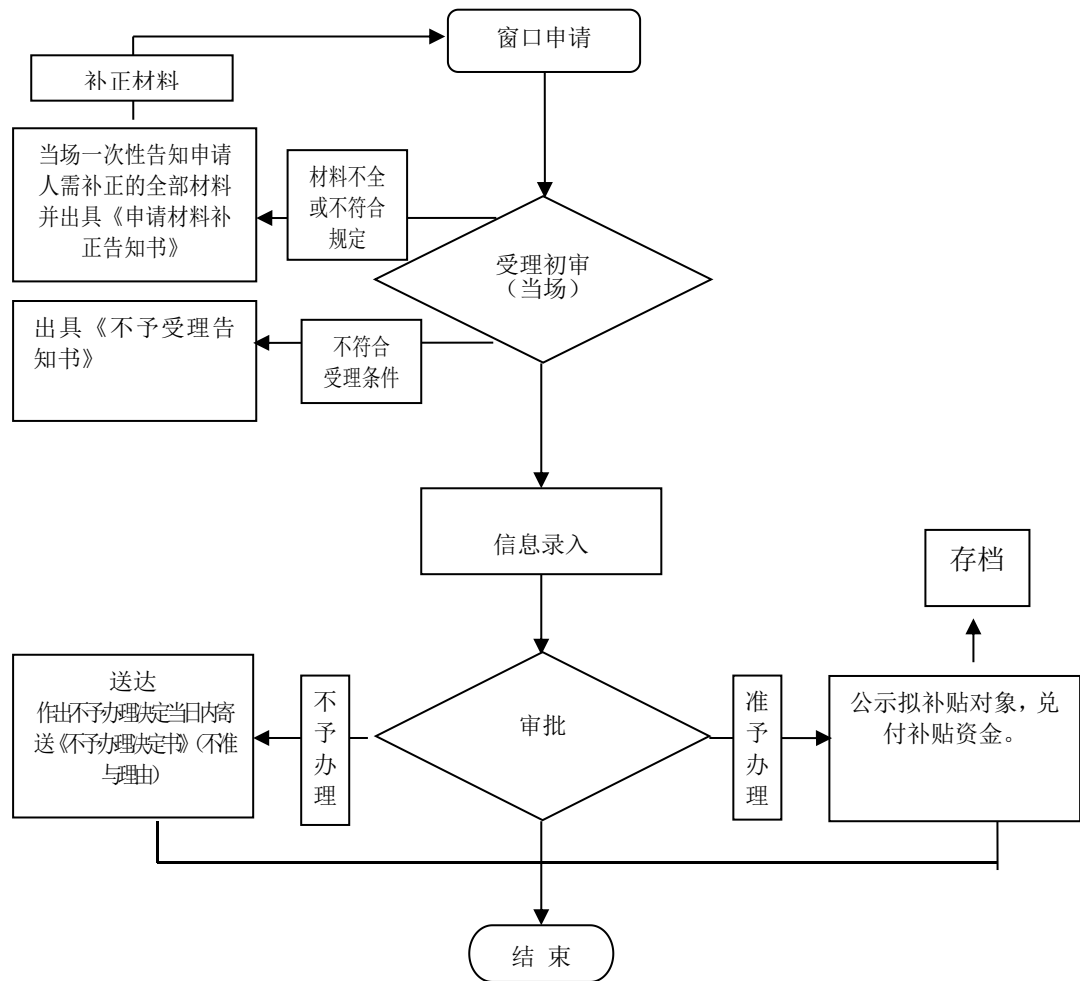 窗口申请
补正材料
当场一次性告知申请
人需补正的全部材料
并出具《申请材料补
正告知书》
材料不全
或不符合
规定
受理初审
（当场）
出具《不予受理告
知书》
不符合
受理条件
信息录入
存档
送达
作出不予办理决定当日内寄
送《不予办理决定书》（不准
与理由）
不
予
办
理
审批
准
予
办
理
公示拟补贴对象，兑
付补贴资金。
结 束